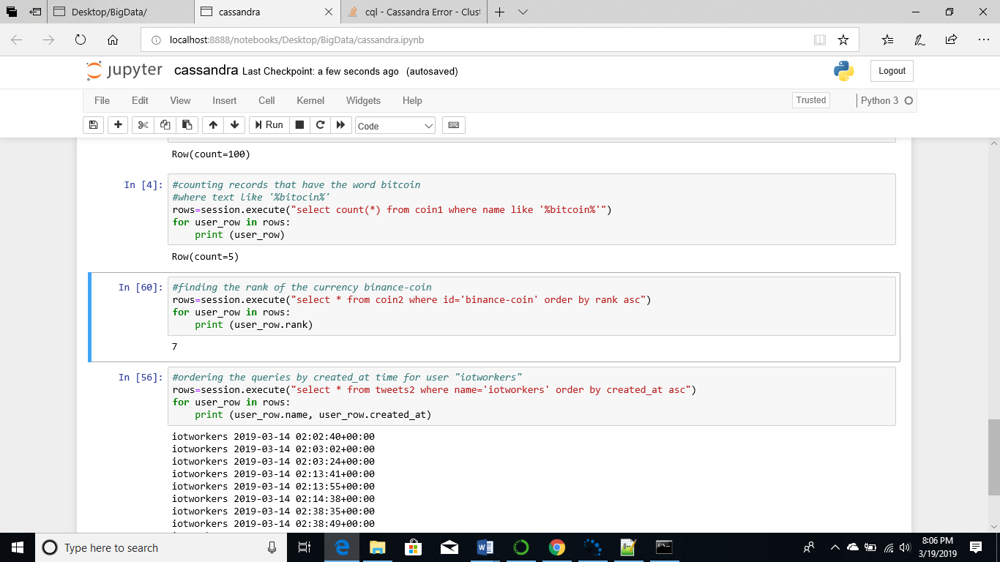 Desktop/BigData/
cassandra
cql - Cassandra Error - Clust
localhost:8888/notebooks/Desktop/BigData/cassandra.ipynb
jupyter cassandra Last Checkpoint: a few seconds ago (autosaved)
Logout
File Edit View Insert Cell Kernel Widgets Help
Trusted
Python 3
Run
Code
Row(count=100)
In [4]:
#counting records that have the word bitcoin
#where text like '%bitocin%'
rows=session.execute("select count(*) from coin1 where name like '%bitcoin%'")
for user_row in rows:
    print (user_row)
Row(count=5)
In [60]:
#finding the rank of the currency binance-coin
rows=session.execute("select * from coin2 where id='binance-coin' order by rank asc")
for user_row in rows:
    print (user_row.rank)
7
In [56]:
#ordering the queries by created_at time for user "iotworkers"
rows=session.execute("select * from tweets2 where name='iotworkers' order by created_at asc")
for user_row in rows:
    print (user_row.name, user_row.created_at)
iotworkers 2019-03-14 02:02:40+00:00
iotworkers 2019-03-14 02:03:02+00:00
iotworkers 2019-03-14 02:03:24+00:00
iotworkers 2019-03-14 02:13:41+00:00
iotworkers 2019-03-14 02:13:55+00:00
iotworkers 2019-03-14 02:14:38+00:00
iotworkers 2019-03-14 02:38:35+00:00
iotworkers 2019-03-14 02:38:49+00:00
Type here to search
8:06 PM
3/19/2019